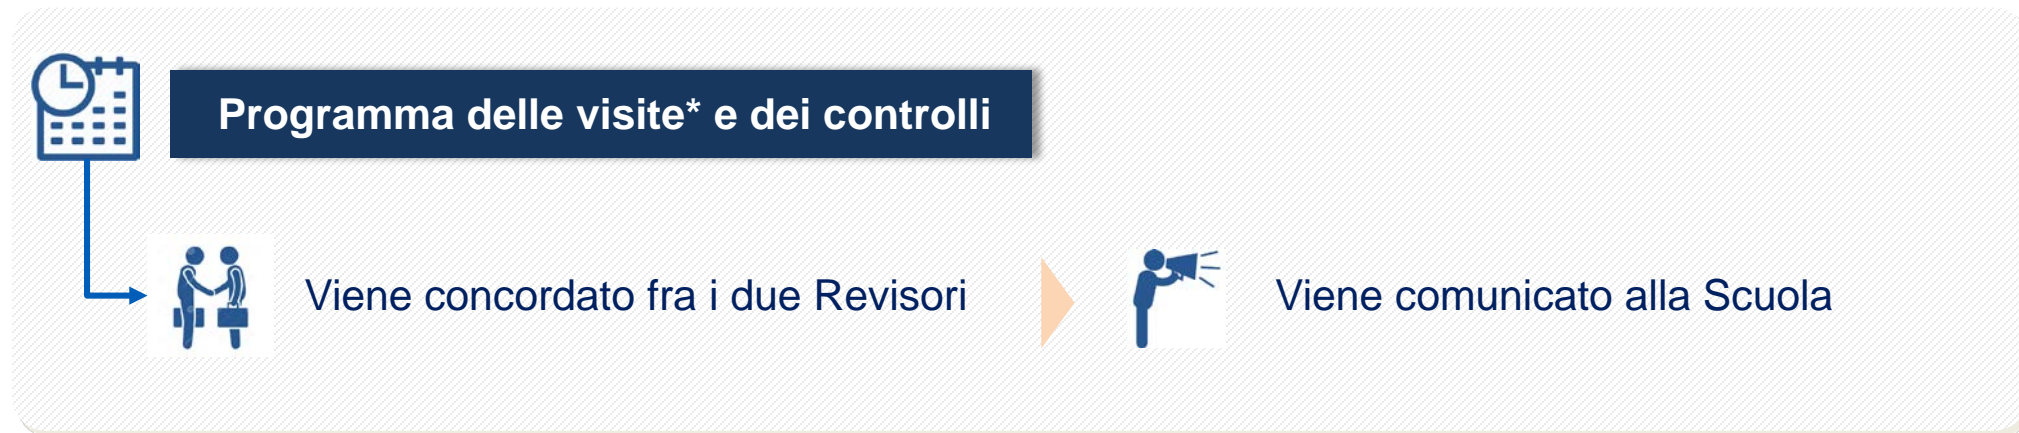 Programma delle visite* e dei controlli
Viene concordato fra i due Revisori
Viene comunicato alla Scuola